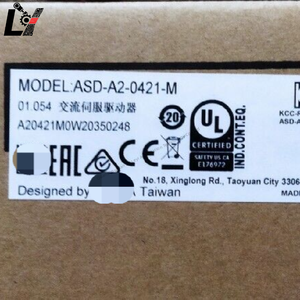 LY
MODEL:ASD-A2-0421-M
01.054 交流伺服驱动器
A20421M0W20350248
20
UL
CERTIFIED
SAFETY US CA
E176972
IND.CONT.EQ.
KCC-
ASD-A
EAC
No.18, Xinglong Rd., Taoyuan City 3306
Designed by
A Taiwan
MADE